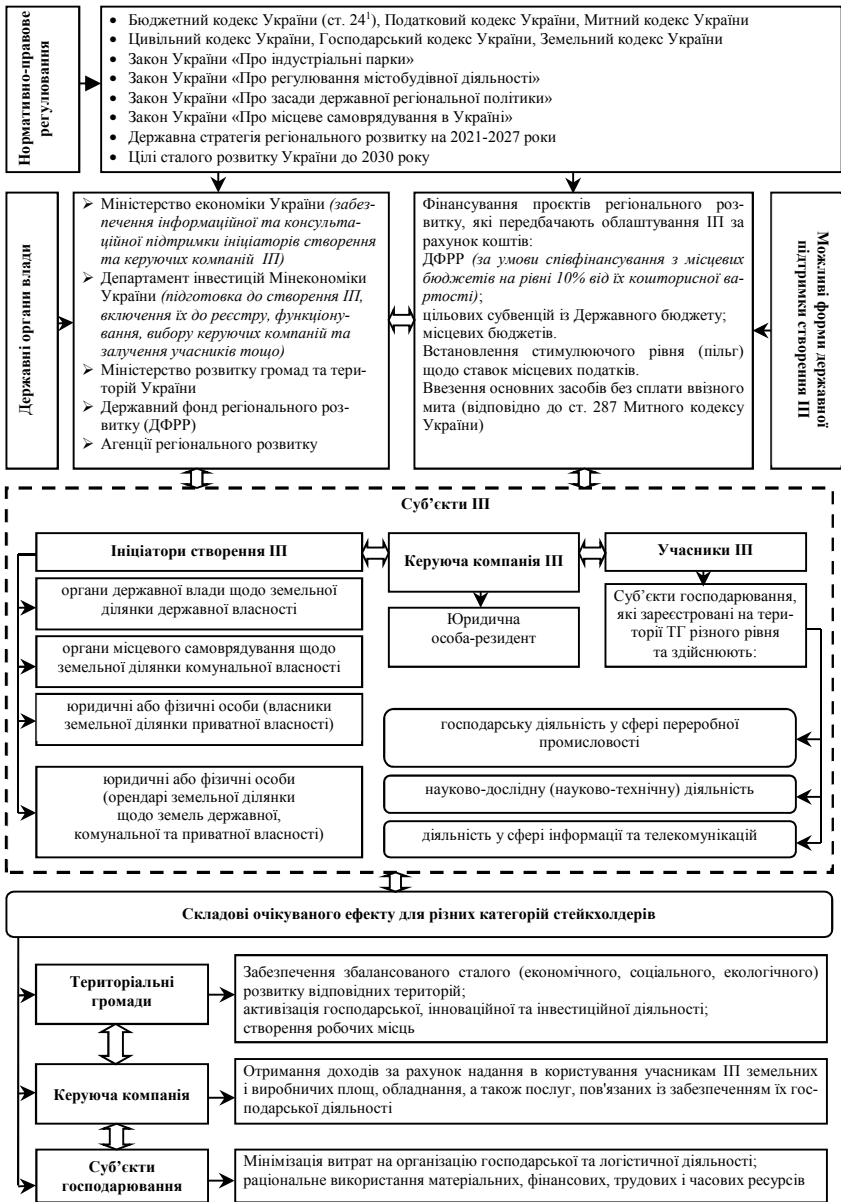 Нормативно-правове
регулювання
• Бюджетний кодекс України (ст. 24¹), Податковий кодекс України, Митний кодекс України
• Цивільний кодекс України, Господарський кодекс України, Земельний кодекс України
• Закон України «Про індустріальні парки»
• Закон України «Про регулювання містобудівної діяльності»
• Закон України «Про засади державної регіональної політики»
• Закон України «Про місцеве самоврядування в Україні»
• Державна стратегія регіонального розвитку на 2021-2027 роки
• Цілі сталого розвитку України до 2030 року
Державні органи влади
➢ Міністерство економіки України (забез-
печення інформаційної та консульта-
ційної підтримки ініціаторів створення
та керуючих компаній ІП)
➢ Департамент інвестицій Мінекономіки
України (підготовка до створення ІП,
включення їх до реєстру, функціону-
вання, вибору керуючих компаній та
залучення учасників тощо)
➢ Міністерство розвитку громад та тери-
торій України
➢ Державний фонд регіонального роз-
витку (ДФРР)
➢ Агенції регіонального розвитку
Фінансування проєктів регіонального роз-
витку, які передбачають облаштування ІП за
рахунок коштів:
ДФРР (за умови співфінансування з місцевих
бюджетів на рівні 10% від їх кошторисної ва-
ртості);
цільових субвенцій із Державного бюджету;
місцевих бюджетів.
Встановлення стимулюючого рівня (пільг)
щодо ставок місцевих податків.
Ввезення основних засобів без сплати ввізного
мита (відповідно до ст. 287 Митного кодексу
України)
Можливі форми державної
підтримки створення ІП
Суб’єкти ІП
Ініціатори створення ІП
Керуюча компанія ІП
Учасники ІП
органи державної влади щодо земельної
ділянки державної власності
органи місцевого самоврядування щодо
земельної ділянки комунальної власності
юридичні або фізичні особи (власники
земельної ділянки приватної власності)
юридичні або фізичні особи
(орендарі земельної ділянки
щодо земель державної,
комунальної та приватної власності)
Юридична
особа-резидент
Суб’єкти господарювання,
які зареєстровані на тери-
торії ТГ різного рівня
та здійснюють:
господарську діяльність у сфері переробної
промисловості
науково-дослідну (науково-технічну) діяльність
діяльність у сфері інформації та телекомунікацій
Складові очікуваного ефекту для різних категорій стейкхолдерів
Територіальні
громади
Забезпечення збалансованого сталого (економічного, соціального, екологічного)
розвитку відповідних територій;
активізація господарської, інноваційної та інвестиційної діяльності;
створення робочих місць
Керуюча компанія
Отримання доходів за рахунок надання в користування учасникам ІП земельних
і виробничих площ, обладнання, а також послуг, пов'язаних із забезпеченням їх гос-
подарської діяльності
Суб’єкти
господарювання
Мінімізація витрат на організацію господарської та логістичної діяльності;
раціональне використання матеріальних, фінансових, трудових і часових ресурсів